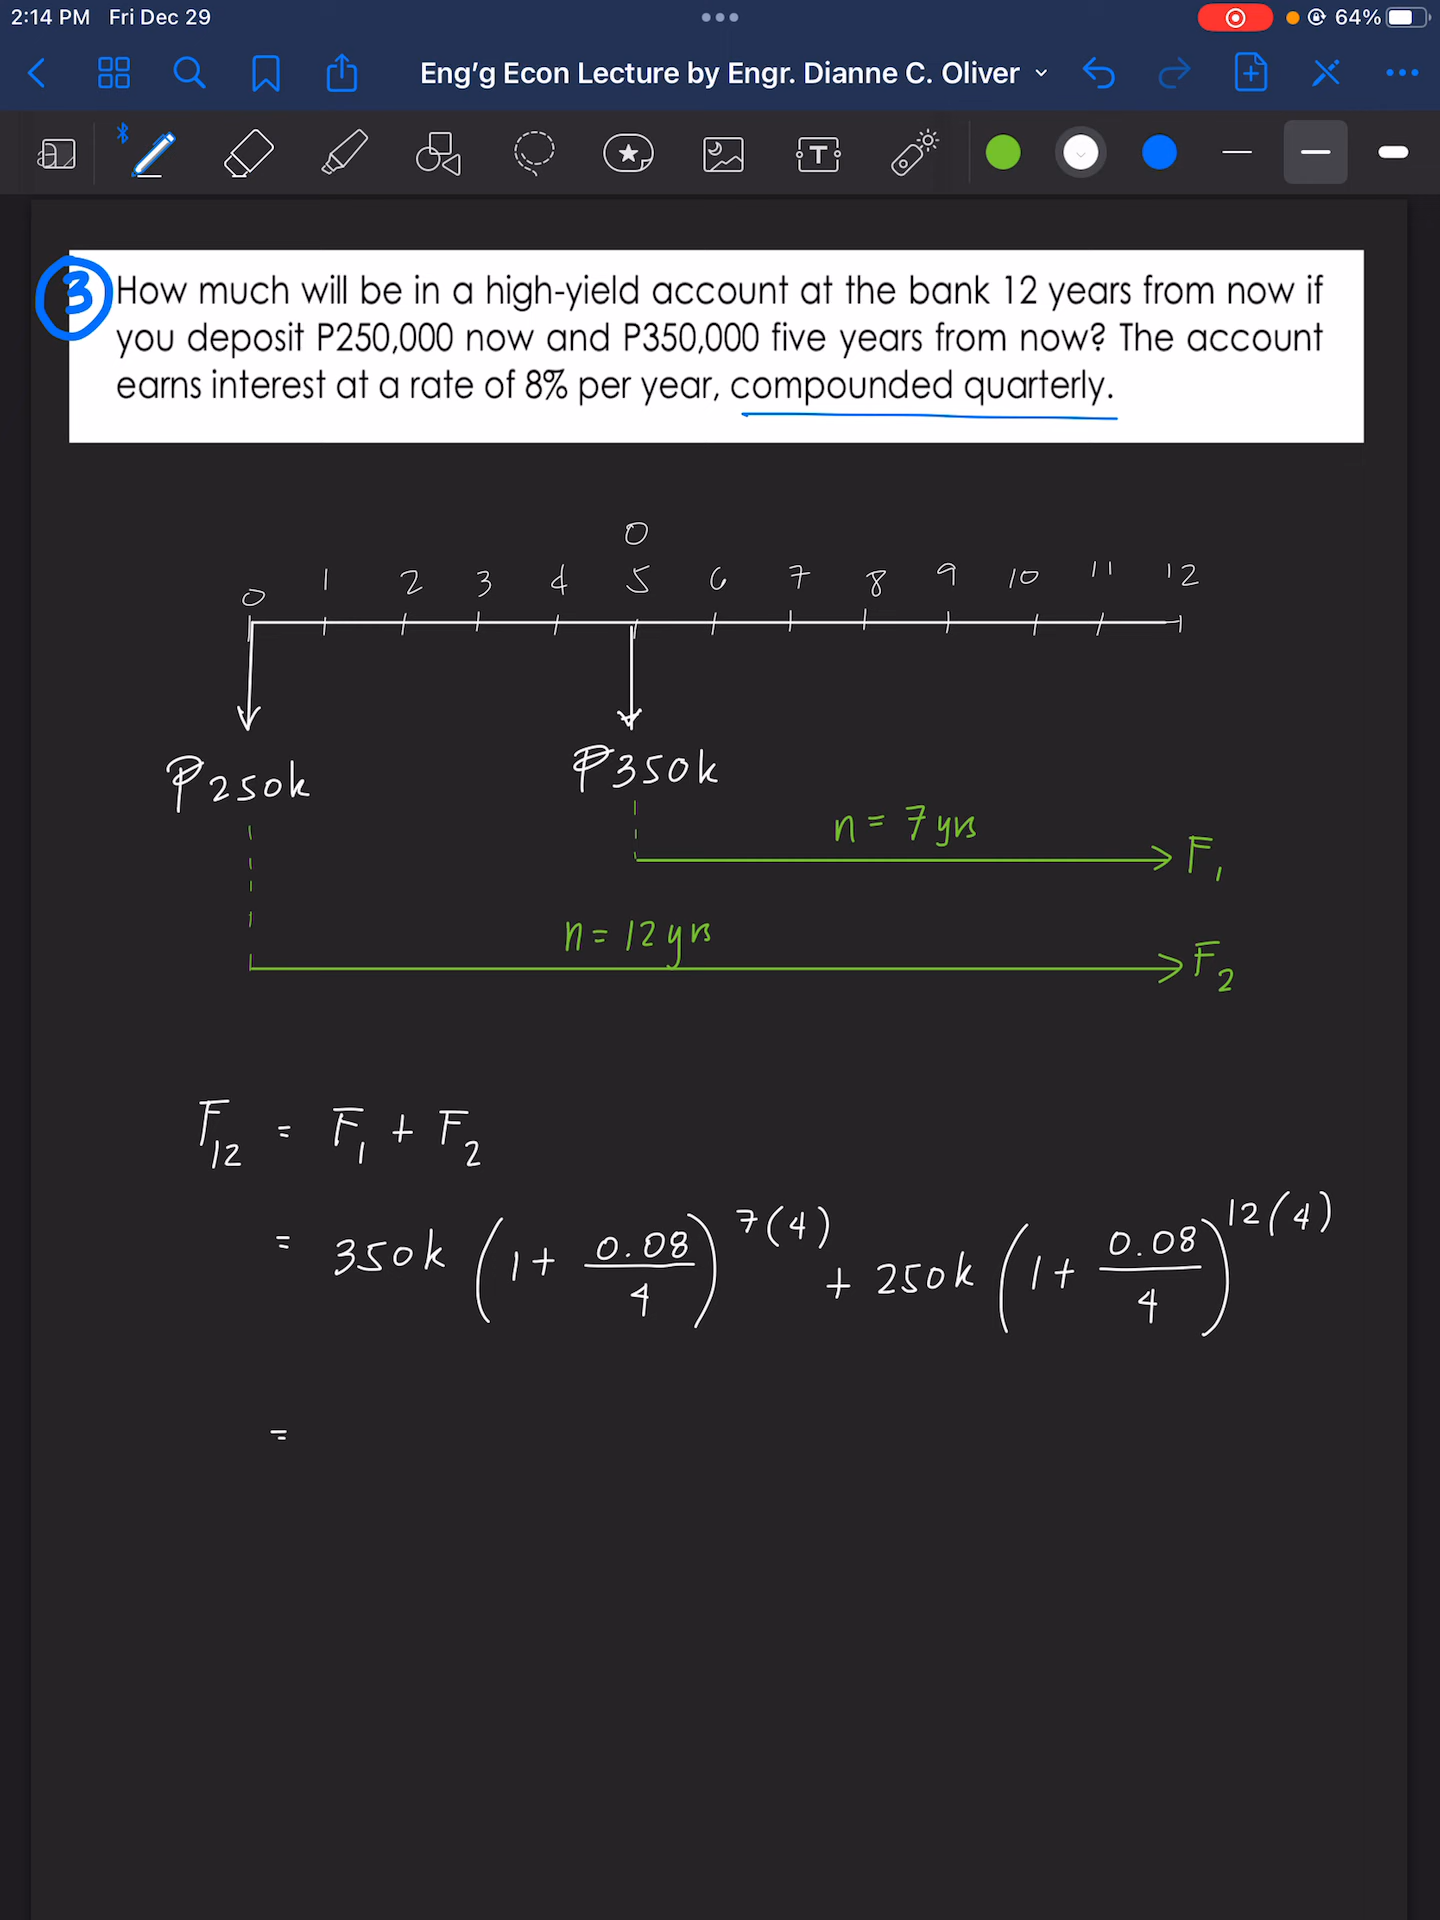 2:14 PM Fri Dec 29 64%
Eng'g Econ Lecture by Engr. Dianne C. Oliver
3
How much will be in a high-yield account at the bank 12 years from now if
you deposit P250,000 now and P350,000 five years from now? The account
earns interest at a rate of 8% per year, compounded quarterly.
0
0 1 2 3 4 5 6 7 8 9 10 11 12
₱250k ₱350k
n = 7 yrs F₁
n = 12 yrs F₂
F₁₂ = F₁ + F₂
= 350k (1 + 0.08/4)^7(4) + 250k (1 + 0.08/4)^12(4)
=